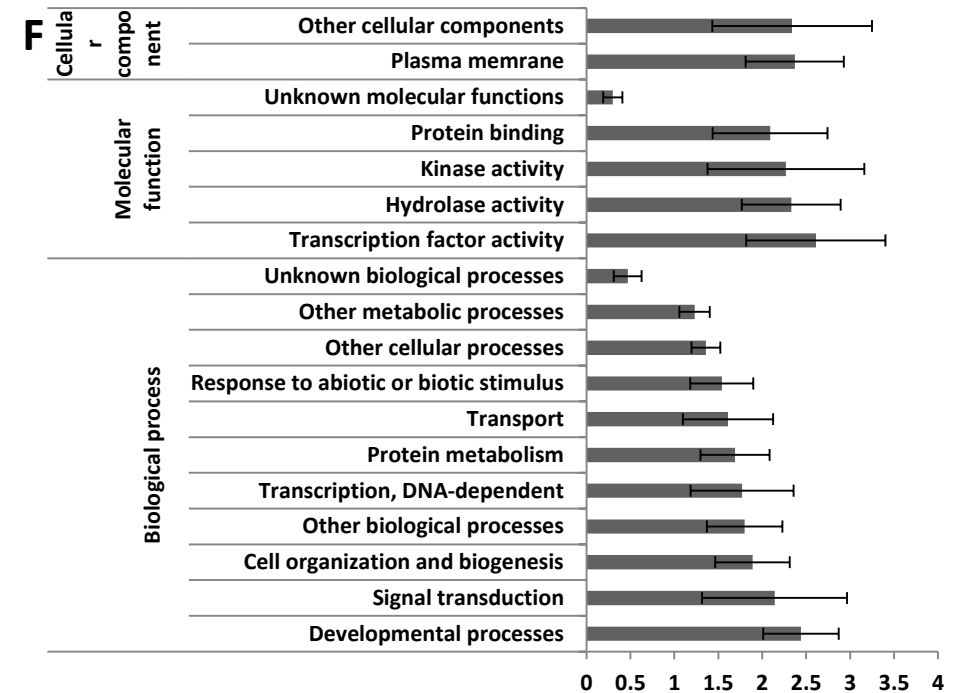 F
Cellula
r
compo
nent
Other cellular components
Plasma memrane
Molecular
function
Unknown molecular functions
Protein binding
Kinase activity
Hydrolase activity
Transcription factor activity
Biological process
Unknown biological processes
Other metabolic processes
Other cellular processes
Response to abiotic or biotic stimulus
Transport
Protein metabolism
Transcription, DNA-dependent
Other biological processes
Cell organization and biogenesis
Signal transduction
Developmental processes
0 0.5 1 1.5 2 2.5 3 3.5 4